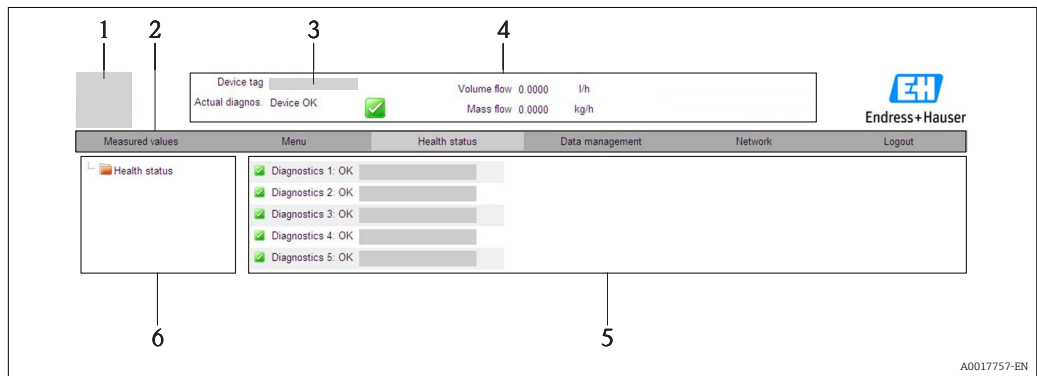 1 2 3 4
Device tag
Volume flow 0.0000 l/h
Actual diagnos. Device OK
Mass flow 0.0000 kg/h
EH
Endress+Hauser
Measured values Menu Health status Data management Network Logout
Health status
Diagnostics 1: OK
Diagnostics 2: OK
Diagnostics 3: OK
Diagnostics 4: OK
Diagnostics 5: OK
6 5
A0017757-EN